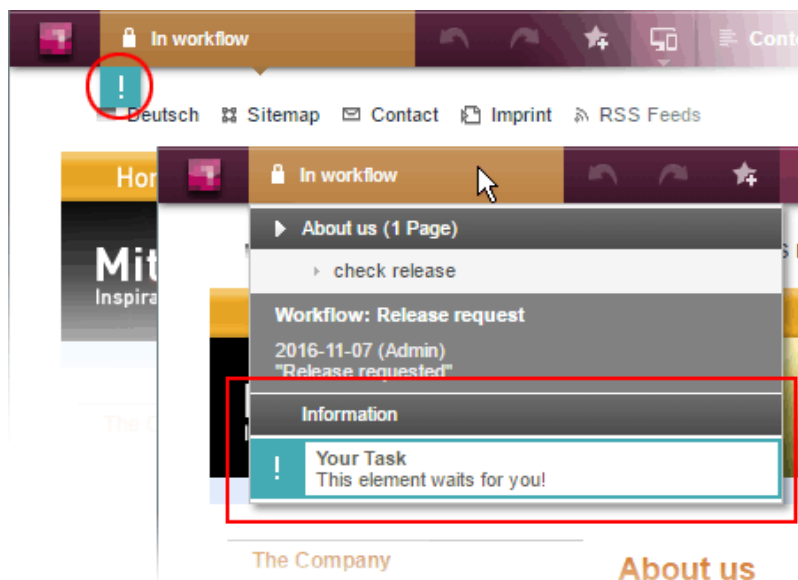 In workflow
Cont
!
Deutsch Sitemap Contact Imprint RSS Feeds
Hor
Mit
Inspira
In workflow
About us (1 Page)
check release
Workflow: Release request
2016-11-07 (Admin)
"Release requested"
Information
!
Your Task
This element waits for you!
The Company
About us